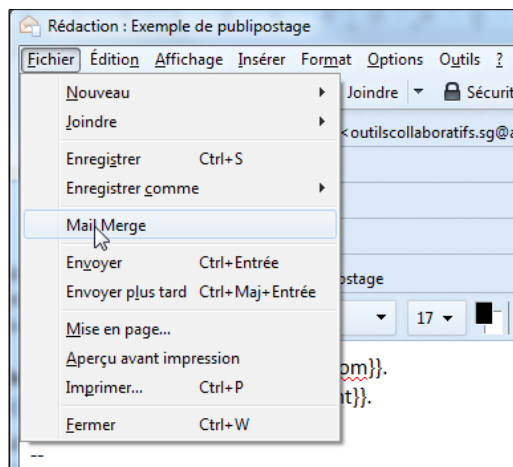 Rédaction : Exemple de publipostage
Fichier Édition Affichage Insérer Format Options Outils ?
Nouveau Joindre Sécurit
Joindre <outilscollaboratifs.sg@a
Enregistrer Ctrl+S
Enregistrer comme
Mail Merge
Envoyer Ctrl+Entrée
Envoyer plus tard Ctrl+Maj+Entrée postage
Mise en page... 17
Aperçu avant impression om}}.
Imprimer... Ctrl+P nt}}.
Fermer Ctrl+W
--